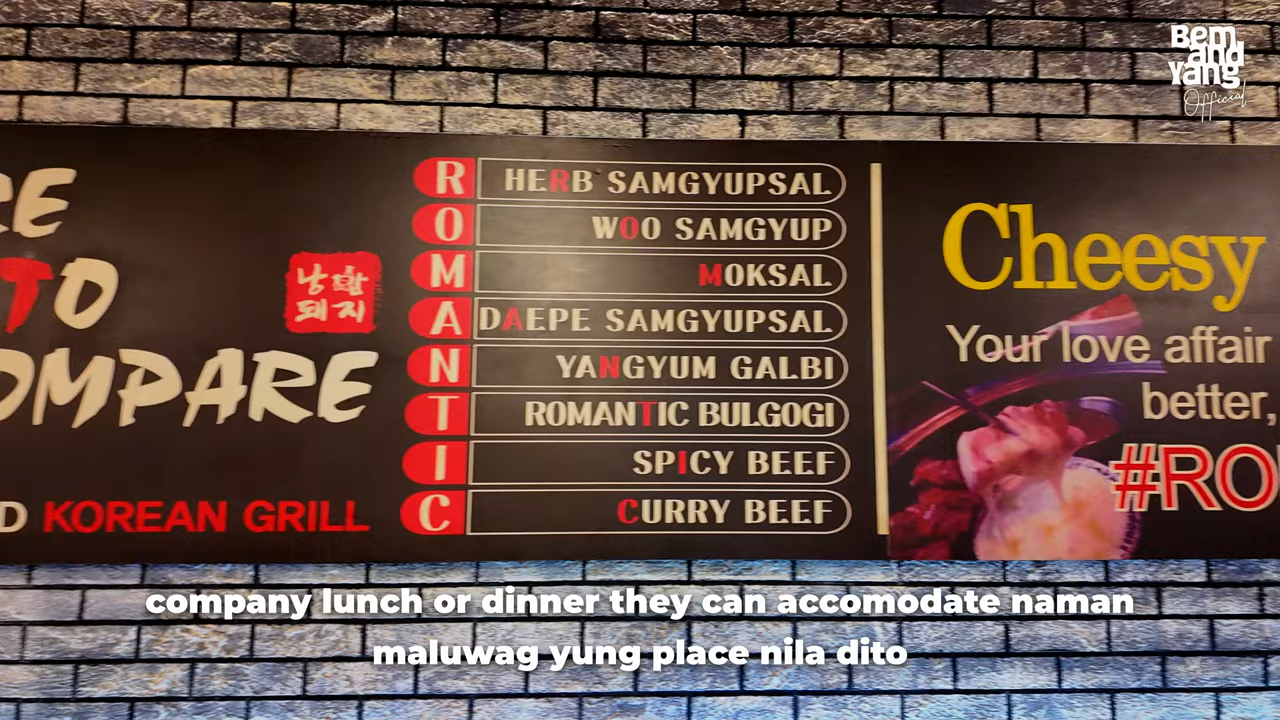 Bem
and
Yang
Official
RE
TO
OMPARE
낭만
돼지
D KOREAN GRILL
R HERB SAMGYUPSAL
O WOO SAMGYUP
M MOKSAL
A DAEPE SAMGYUPSAL
N YANGYUM GALBI
T ROMANTIC BULGOGI
I SPICY BEEF
C CURRY BEEF
Cheesy
Your love affair
better,
#RO
company lunch or dinner they can accomodate naman
maluwag yung place nila dito